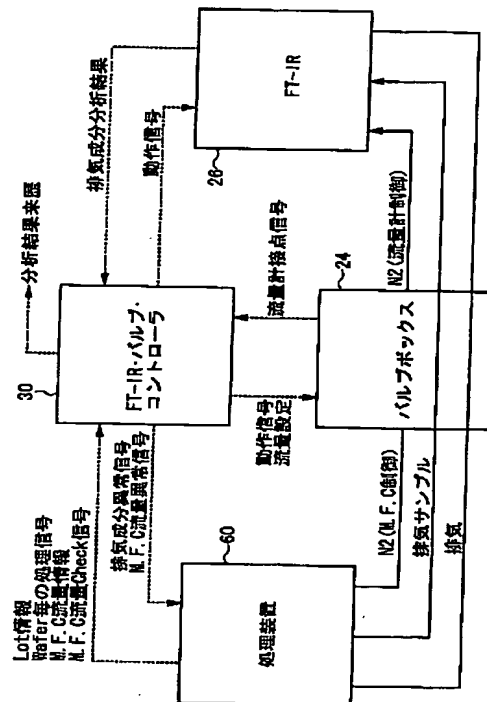 Lot情報
Wafer毎の処理信号
M.F.C流量情報
M.F.C流量Check信号
30
分析結果来歴
排気成分分析結果
FT-IR・バルブ・
コントローラ
動作信号
排気成分異常信号
M.F.C流量異常信号
動作信号
流量設定
流量計接点信号
60
処理装置
24
バルブボックス
26
FT-IR
N2(M.F.C制御)
N2(流量計制御)
排気サンプル
排気